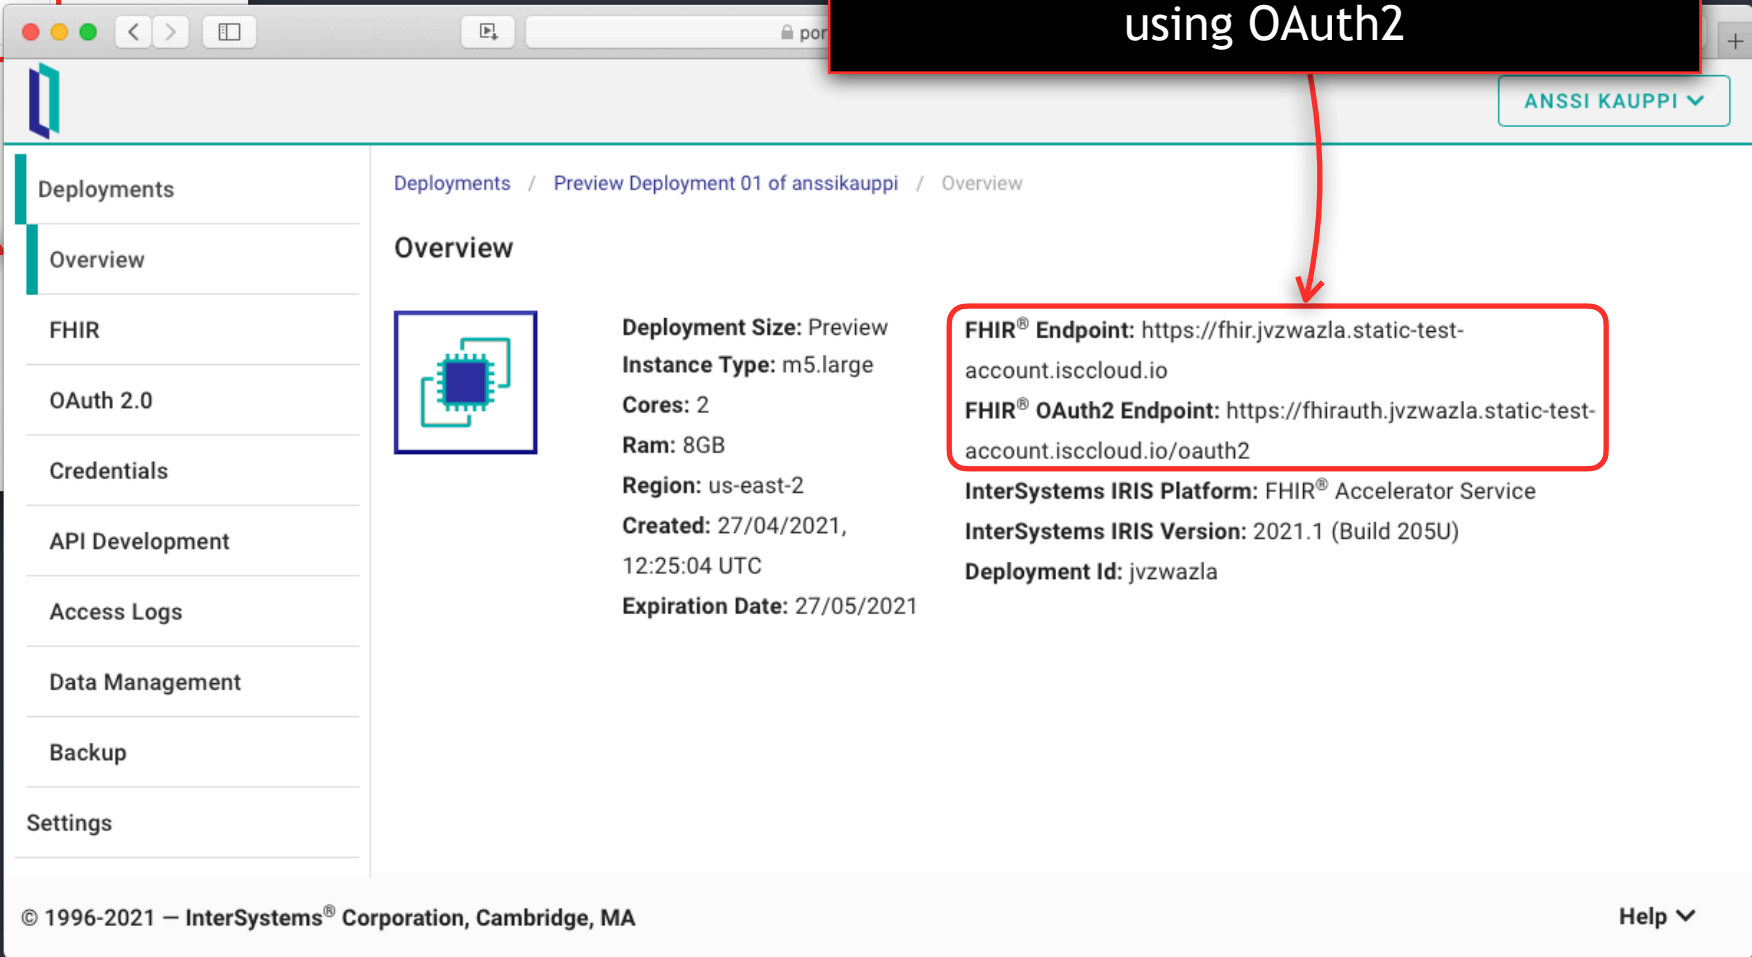 using OAuth2
por
ANSSI KAUPPI
Deployments
Overview
FHIR
OAuth 2.0
Credentials
API Development
Access Logs
Data Management
Backup
Settings
Deployments / Preview Deployment 01 of anssikauppi / Overview
Overview
Deployment Size: Preview
Instance Type: m5.large
Cores: 2
Ram: 8GB
Region: us-east-2
Created: 27/04/2021,
12:25:04 UTC
Expiration Date: 27/05/2021
FHIR® Endpoint: https://fhir.jvzwazla.static-test-
account.isccloud.io
FHIR® OAuth2 Endpoint: https://fhirauth.jvzwazla.static-test-
account.isccloud.io/oauth2
InterSystems IRIS Platform: FHIR® Accelerator Service
InterSystems IRIS Version: 2021.1 (Build 205U)
Deployment Id: jvzwazla
© 1996-2021 — InterSystems® Corporation, Cambridge, MA
Help